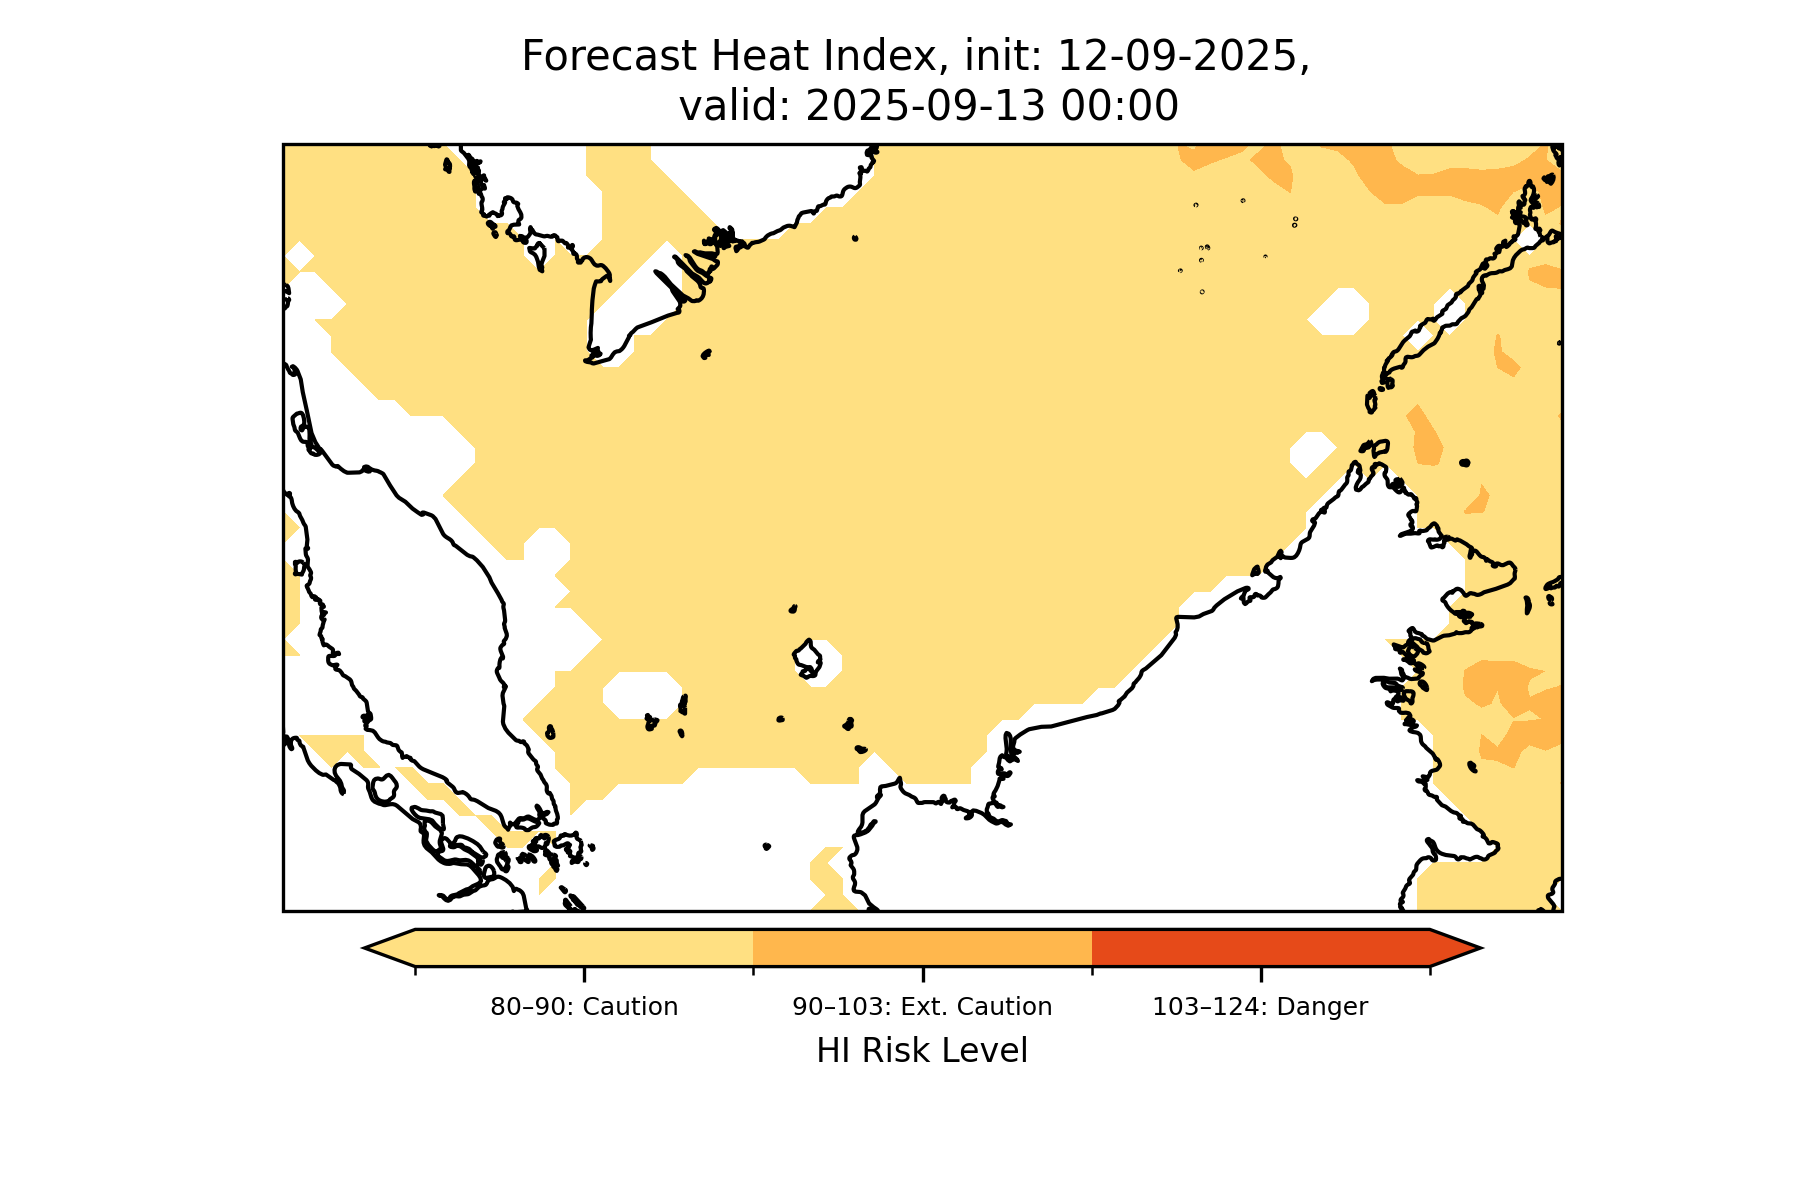 Forecast Heat Index, init: 12-09-2025,
valid: 2025-09-13 00:00
80–90: Caution
90–103: Ext. Caution
103–124: Danger
HI Risk Level